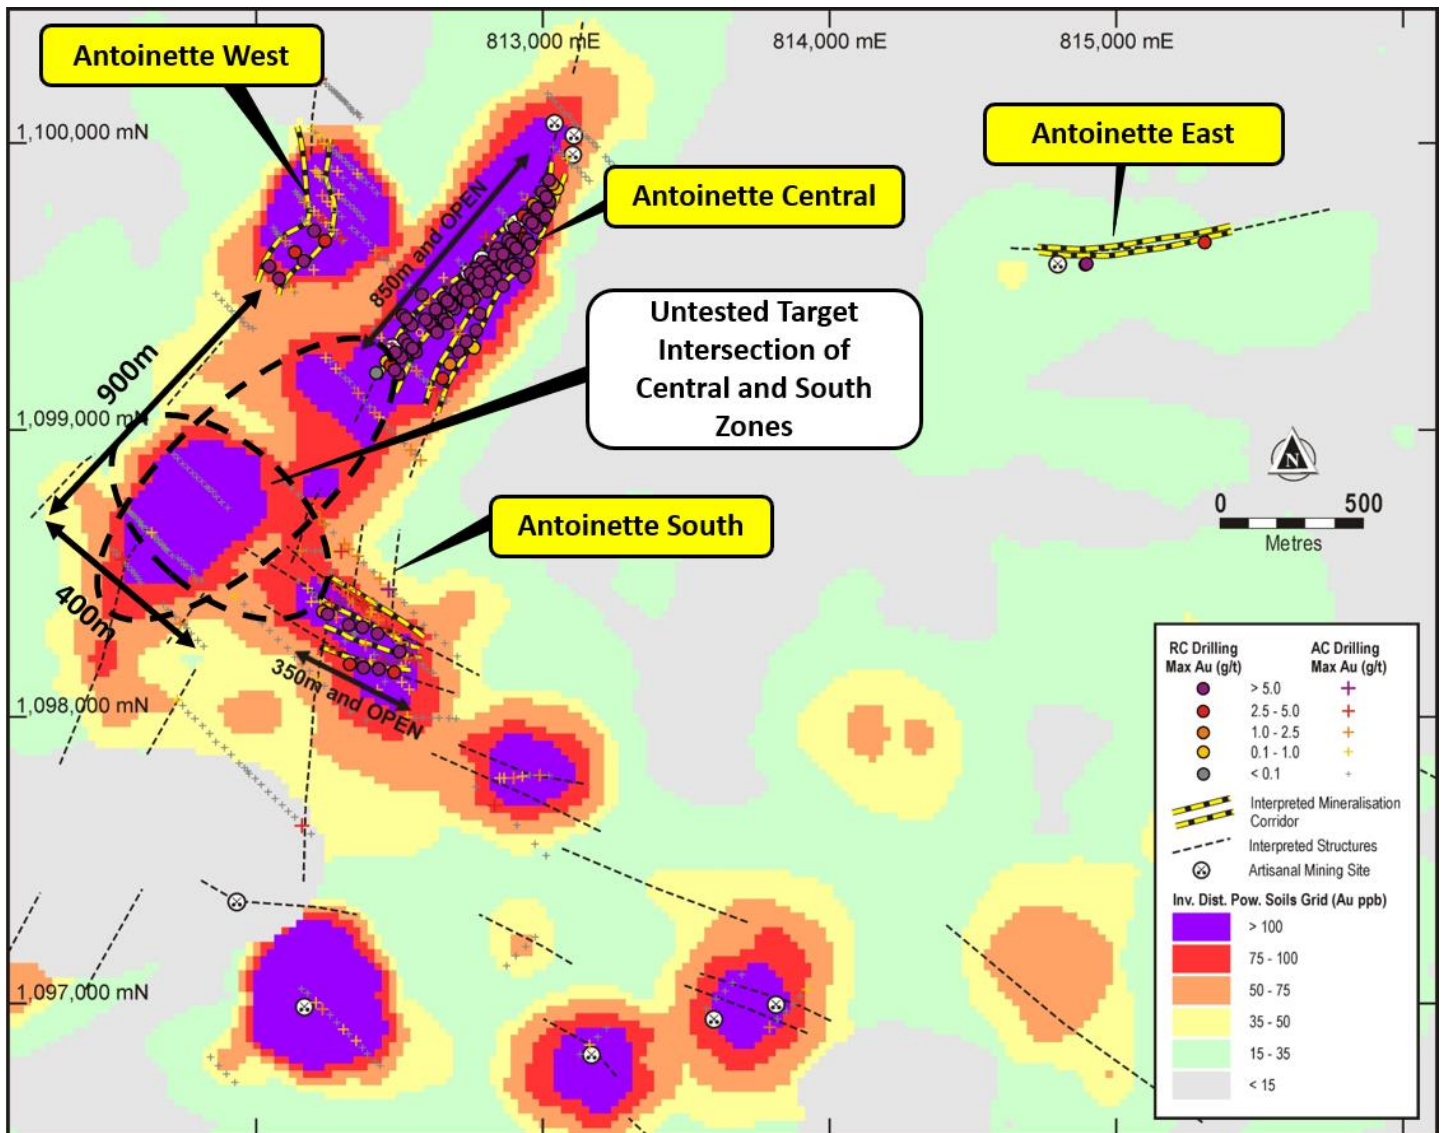 Antoinette West
813,000 mE
814,000 mE
815,000 mE
1,100,000 mN
Antoinette East
Antoinette Central
850m and OPEN
Untested Target
Intersection of
Central and South
Zones
900m
1,099,000 mN
N
0 500
Metres
Antoinette South
400m
350m and OPEN
1,098,000 mN
1,097,000 mN
RC Drilling AC Drilling
Max Au (g/t) Max Au (g/t)
> 5.0
2.5 - 5.0
1.0 - 2.5
0.1 - 1.0
< 0.1
Interpreted Mineralisation
Corridor
Interpreted Structures
Artisanal Mining Site
Inv. Dist. Pow. Soils Grid (Au ppb)
> 100
75 - 100
50 - 75
35 - 50
15 - 35
< 15